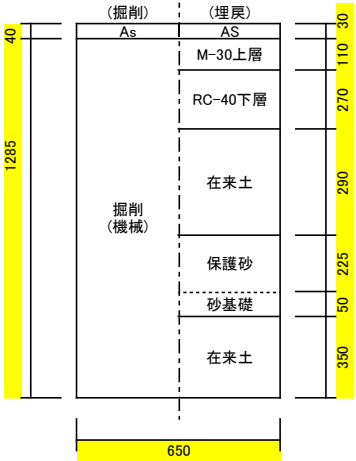 (掘削)
(埋戻)
As
AS
M-30上層
RC-40下層
在来土
掘削
(機械)
保護砂
砂基礎
在来土
40
1285
30
110
270
290
225
50
350
650